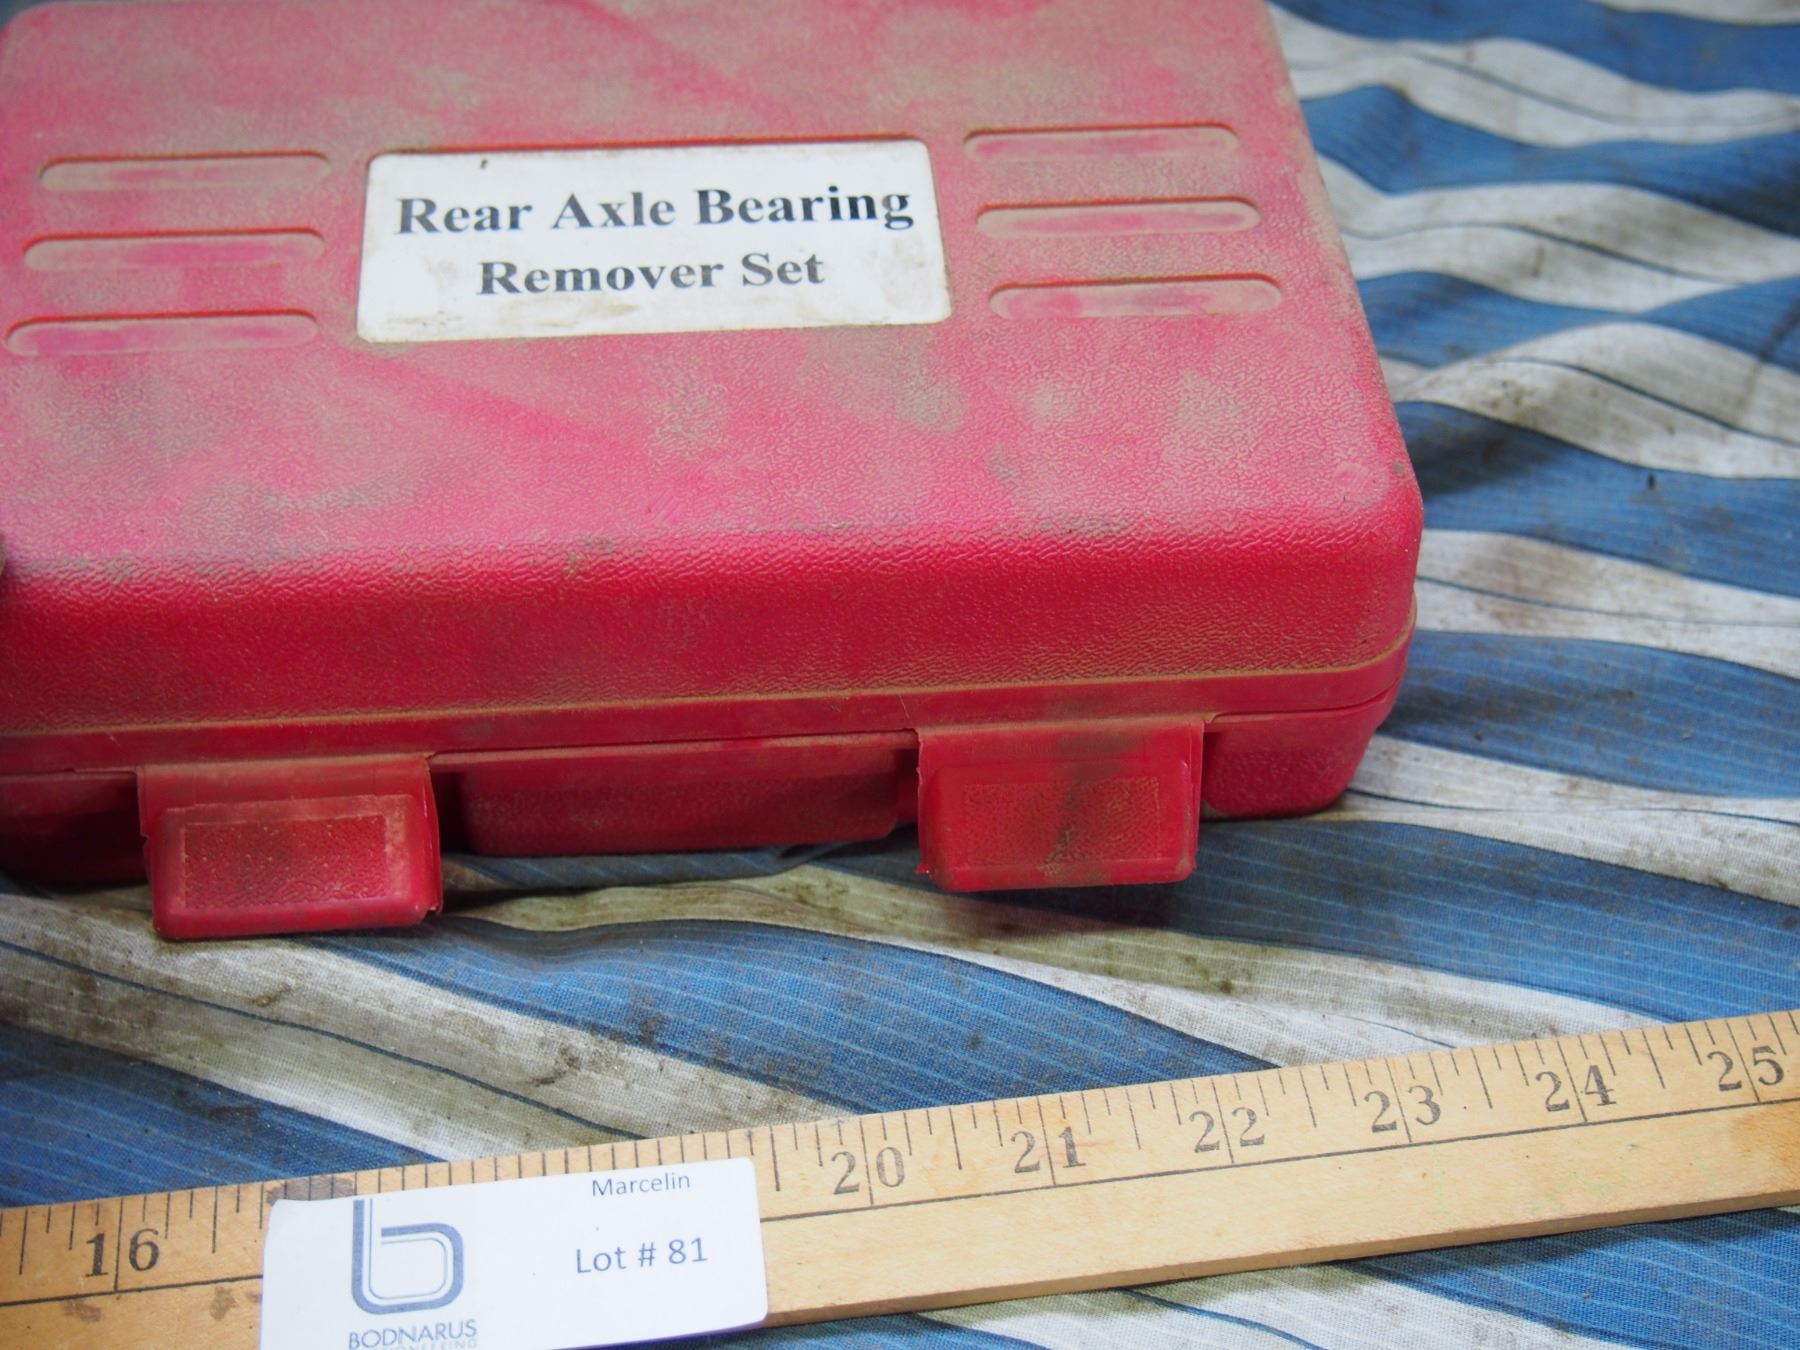 Rear Axle Bearing
Remover Set
16 20 21 22 23 24 25
Marcelin
Lot # 81
b
BODNARUS